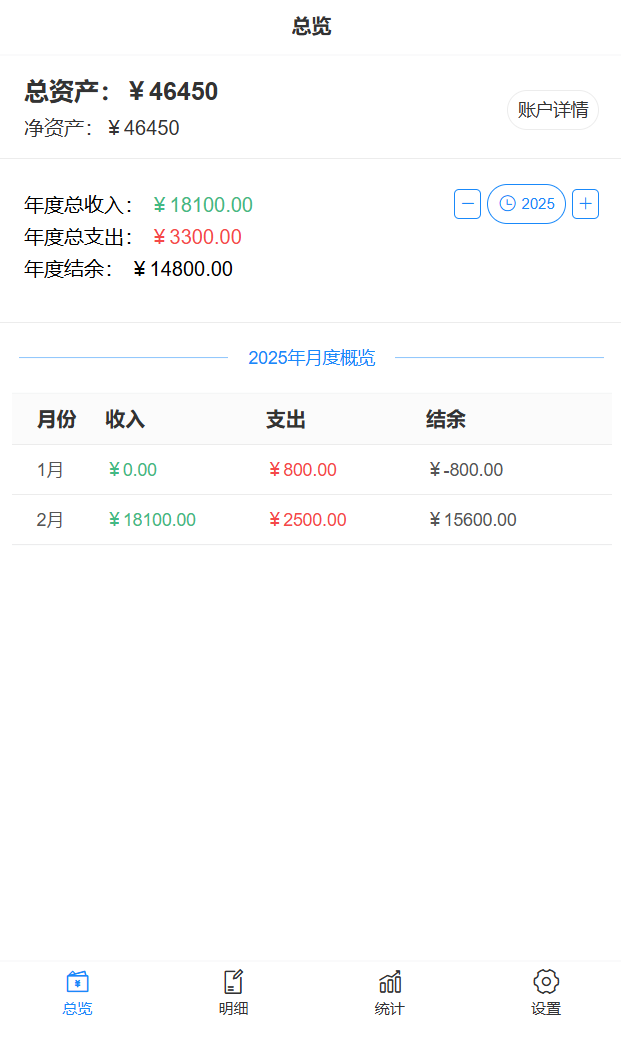 总览
总资产：￥46450
净资产：￥46450
账户详情
年度总收入： ￥18100.00
2025
年度总支出： ￥3300.00
年度结余： ￥14800.00
2025年月度概览
月份 收入 支出 结余
1月 ￥0.00 ￥800.00 ￥-800.00
2月 ￥18100.00 ￥2500.00 ￥15600.00
总览 明细 统计 设置